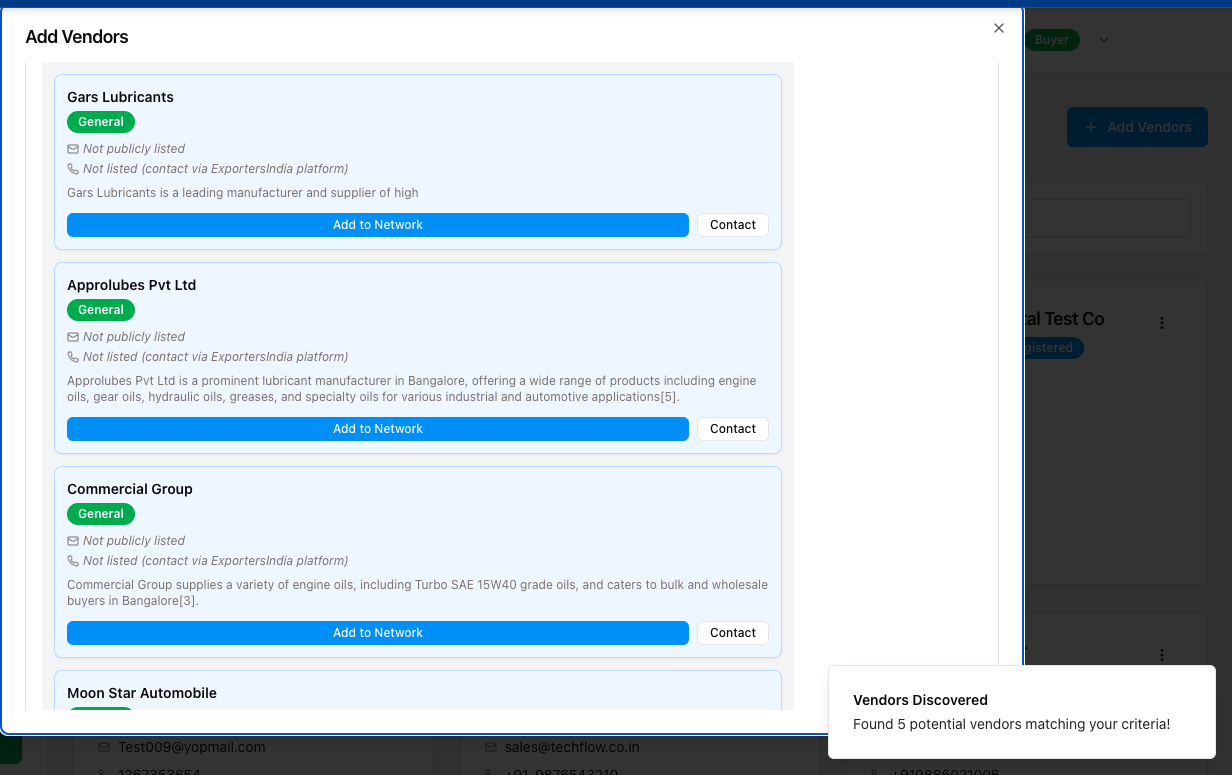 Add Vendors
Buyer
Add Vendors
Gars Lubricants
General
Not publicly listed
Not listed (contact via ExportersIndia platform)
Gars Lubricants is a leading manufacturer and supplier of high
Add to Network
Contact
Approlubes Pvt Ltd
General
Not publicly listed
Not listed (contact via ExportersIndia platform)
Approlubes Pvt Ltd is a prominent lubricant manufacturer in Bangalore, offering a wide range of products including engine
oils, gear oils, hydraulic oils, greases, and specialty oils for various industrial and automotive applications[5].
Add to Network
Contact
Test Co
Commercial Group
General
Not publicly listed
Not listed (contact via ExportersIndia platform)
Commercial Group supplies a variety of engine oils, including Turbo SAE 15W40 grade oils, and caters to bulk and wholesale
buyers in Bangalore[3].
Add to Network
Contact
Moon Star Automobile
Vendors Discovered
Found 5 potential vendors matching your criteria!
Test009@yopmail.com
sales@techflow.co.in
1267353654
+91-9876543210
+919886021006